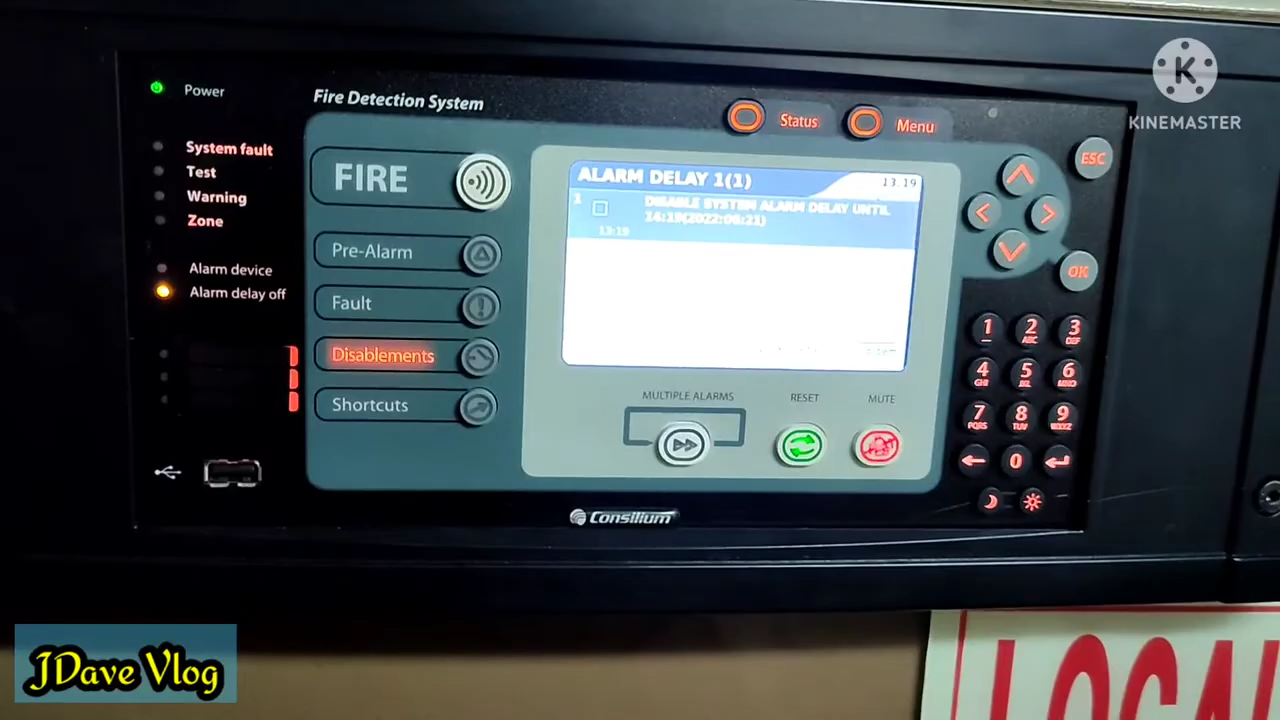 Power
Fire Detection System
Status
Menu
KINEMASTER
System fault
Test
Warning
Zone
Alarm device
Alarm delay off
FIRE
Pre-Alarm
Fault
Disablements
Shortcuts
ALARM DELAY 1(1)
13.19
1
DISABLE SYSTEM ALARM DELAY UNTIL
14:19(2022:06:21)
13:19
ESC
OK
MULTIPLE ALARMS
RESET
MUTE
1 2 ABC 3 DEF
4 GHI 5 JKL 6 MNO
7 PQRS 8 TUV 9 WXYZ
0
Consilium
JDave Vlog
LOCAL